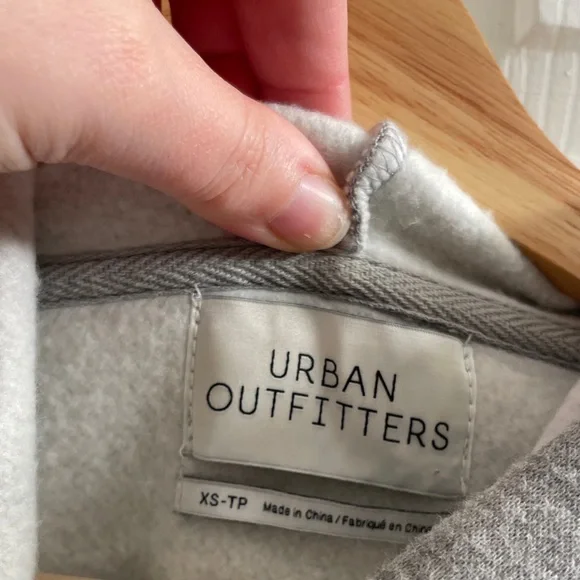 URBAN
OUTFITTERS
XS-TP Made in China / Fabriqué en Chine